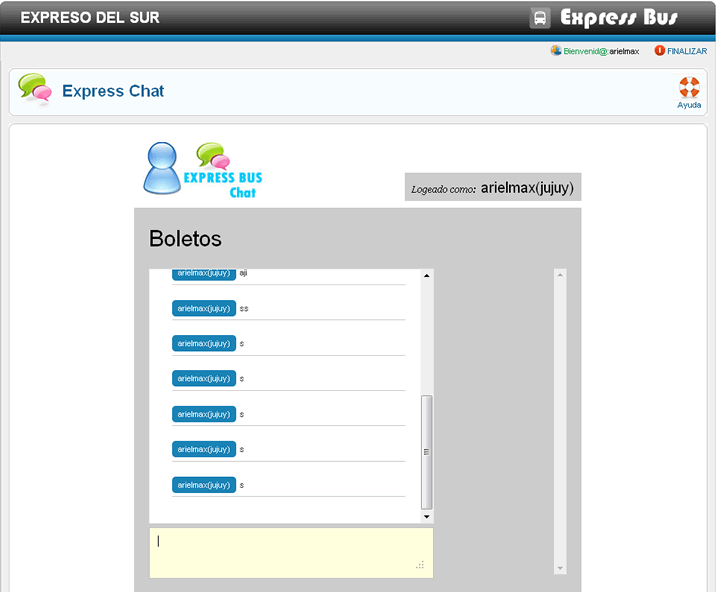 EXPRESO DEL SUR
Express Bus
Bienvenid@ arielmax
FINALIZAR
Express Chat
Ayuda
EXPRESS BUS
Chat
Logeado como: arielmax(jujuy)
Boletos
arielmax(jujuy) aji
arielmax(jujuy) ss
arielmax(jujuy) s
arielmax(jujuy) s
arielmax(jujuy) s
arielmax(jujuy) s
arielmax(jujuy) s